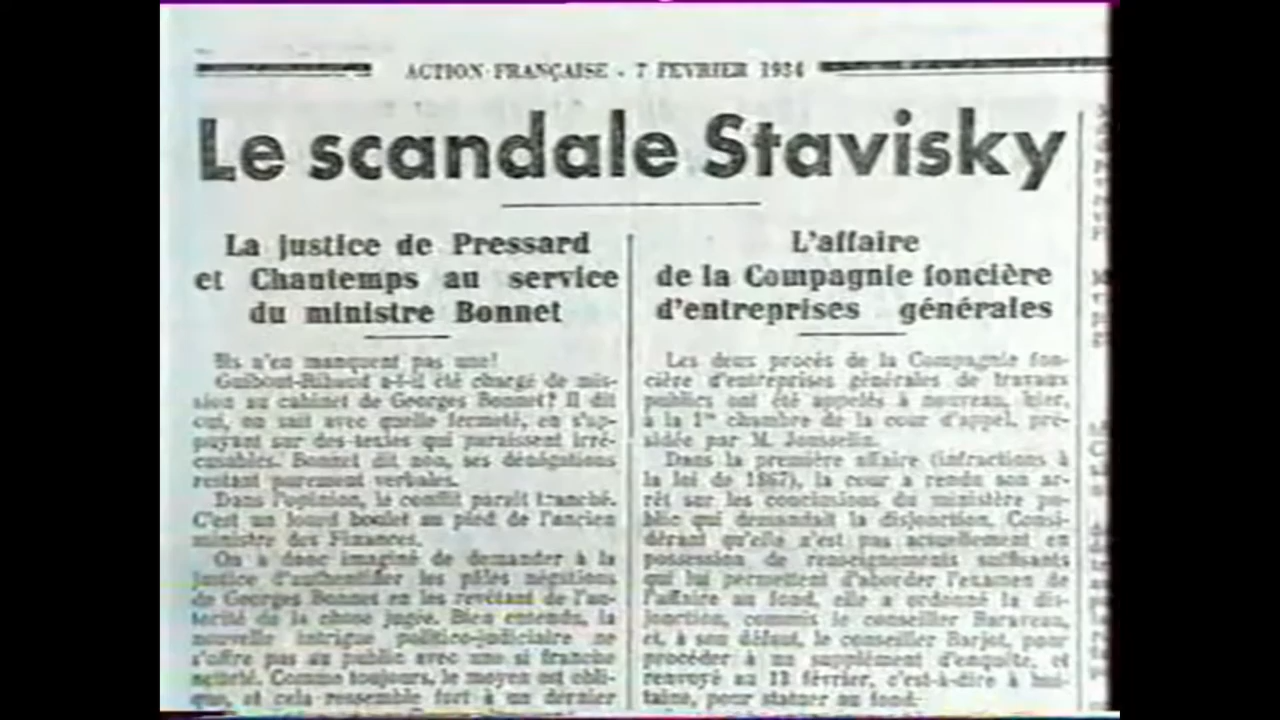 ACTION FRANÇAISE - 7 FEVRIER 1934
Le scandale Stavisky
La justice de Pressard
et Chautemps au service
du ministre Bonnet
Ils n'en manquent pas une!
Guiboud-Ribaud a-t-il été chargé de mis-
sion au cabinet de Georges Bonnet? Il dit
oui, on sait avec quelle fermeté, en s'ap-
puyant sur des textes qui paraissent irré-
cusables. Bonnet dit non, ses dénégations
restant purement verbales.
Dans l'opinion, le conflit paraît tranché.
C'est un lourd boulet au pied de l'ancien
ministre des Finances.
On a donc imaginé de demander à la
justice d'authentifier les pâles négations
de Georges Bonnet en les revêtant de l'au-
torité de la chose jugée. Bien entendu, la
nouvelle intrigue politico-judiciaire ne
s'offre pas au public avec une si franche
netteté. Comme toujours, le moyen est obli-
que, et cela ressemble fort à un dernier
L'affaire
de la Compagnie foncière
d'entreprises générales
Les deux procès de la Compagnie fon-
cière d'entreprises générales de travaux
publics ont été appelés à nouveau, hier,
à la 1re chambre de la cour d'appel, pré-
sidée par M. Jousselin.
Dans la première affaire (infractions à
la loi de 1867), la cour a rendu son ar-
rêt sur les conclusions du ministère pu-
blic qui demandait la disjonction. Consi-
dérant qu'elle n'est pas actuellement en
possession de renseignements suffisants
qui lui permettent d'aborder l'examen de
l'affaire au fond, elle a ordonné la dis-
jonction, commis le conseiller Baraveau,
et, à son défaut, le conseiller Barjot, pour
procéder à un supplément d'enquête, et
renvoyé au 13 février, c'est-à-dire à hui-
taine, pour statuer au fond.